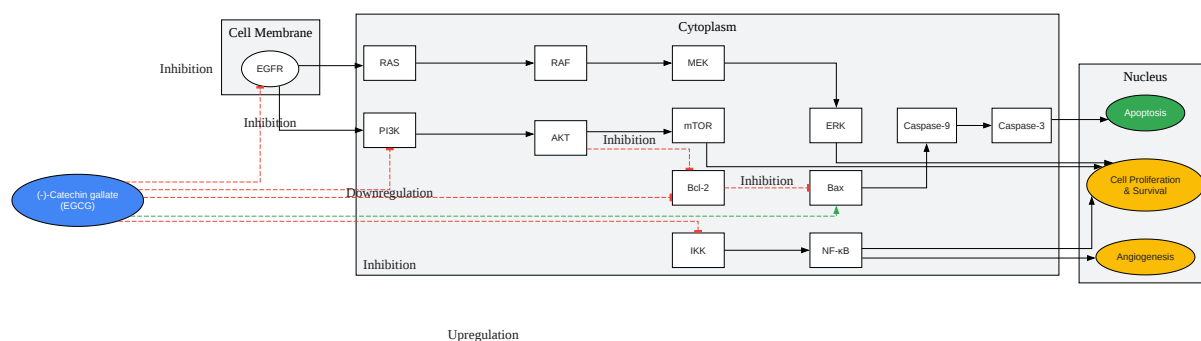 Cytoplasm
Cell Membrane
Inhibition
EGFR
RAS
RAF
MEK
Nucleus
Apoptosis
Inhibition
PI3K
AKT
Inhibition
mTOR
ERK
Caspase-9
Caspase-3
(-)-Catechin gallate
(EGCG)
Downregulation
Bcl-2
Inhibition
Bax
Cell Proliferation
& Survival
IKK
NF-κB
Angiogenesis
Inhibition
Upregulation